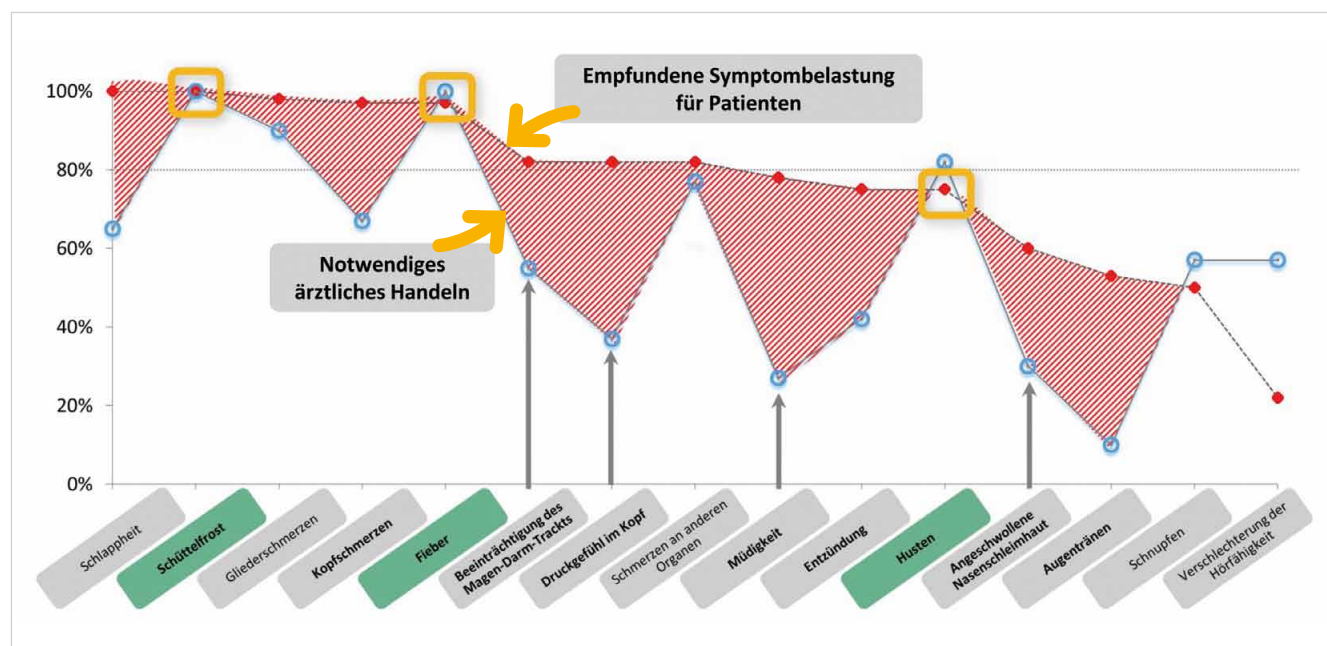 Empfundene Symptombelastung
für Patienten
100%
80%
60%
40%
20%
0%
Notwendiges
ärztliches Handeln
Schlappheit
Schüttelfrost
Gliederschmerzen
Kopfschmerzen
Fieber
Beeinträchtigung des
Magen-Darm-Trakts
Druckgefühl im Kopf
Schmerzen an anderen
Organen
Müdigkeit
Entzündung
Husten
Angeschwollene
Nasenschleimhaut
Augentränen
Schnupfen
Verschlechterung der
Hörfähigkeit